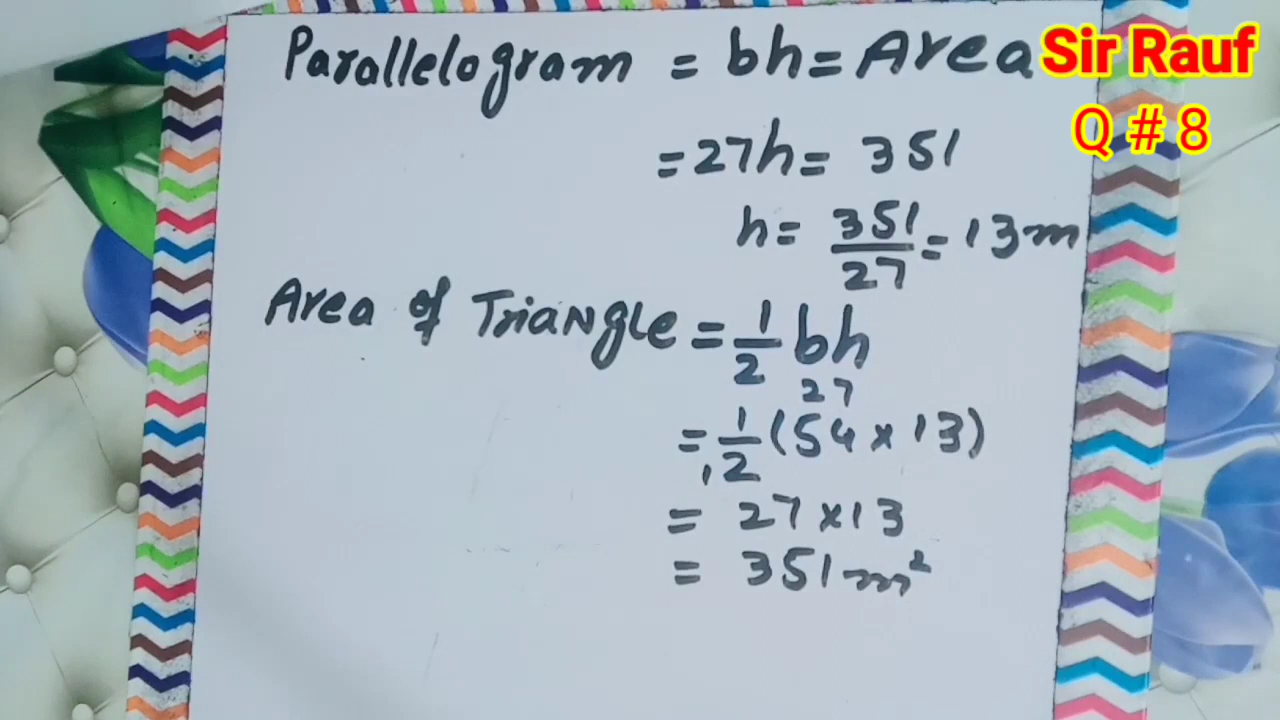 Parallelogram = bh = Area
Sir Rauf
Q # 8
= 27h = 351
h = 351/27 = 13m
Area of Triangle = 1/2 bh
27
= 1/2 (54 x 13)
1
= 27 x 13
= 351 m²